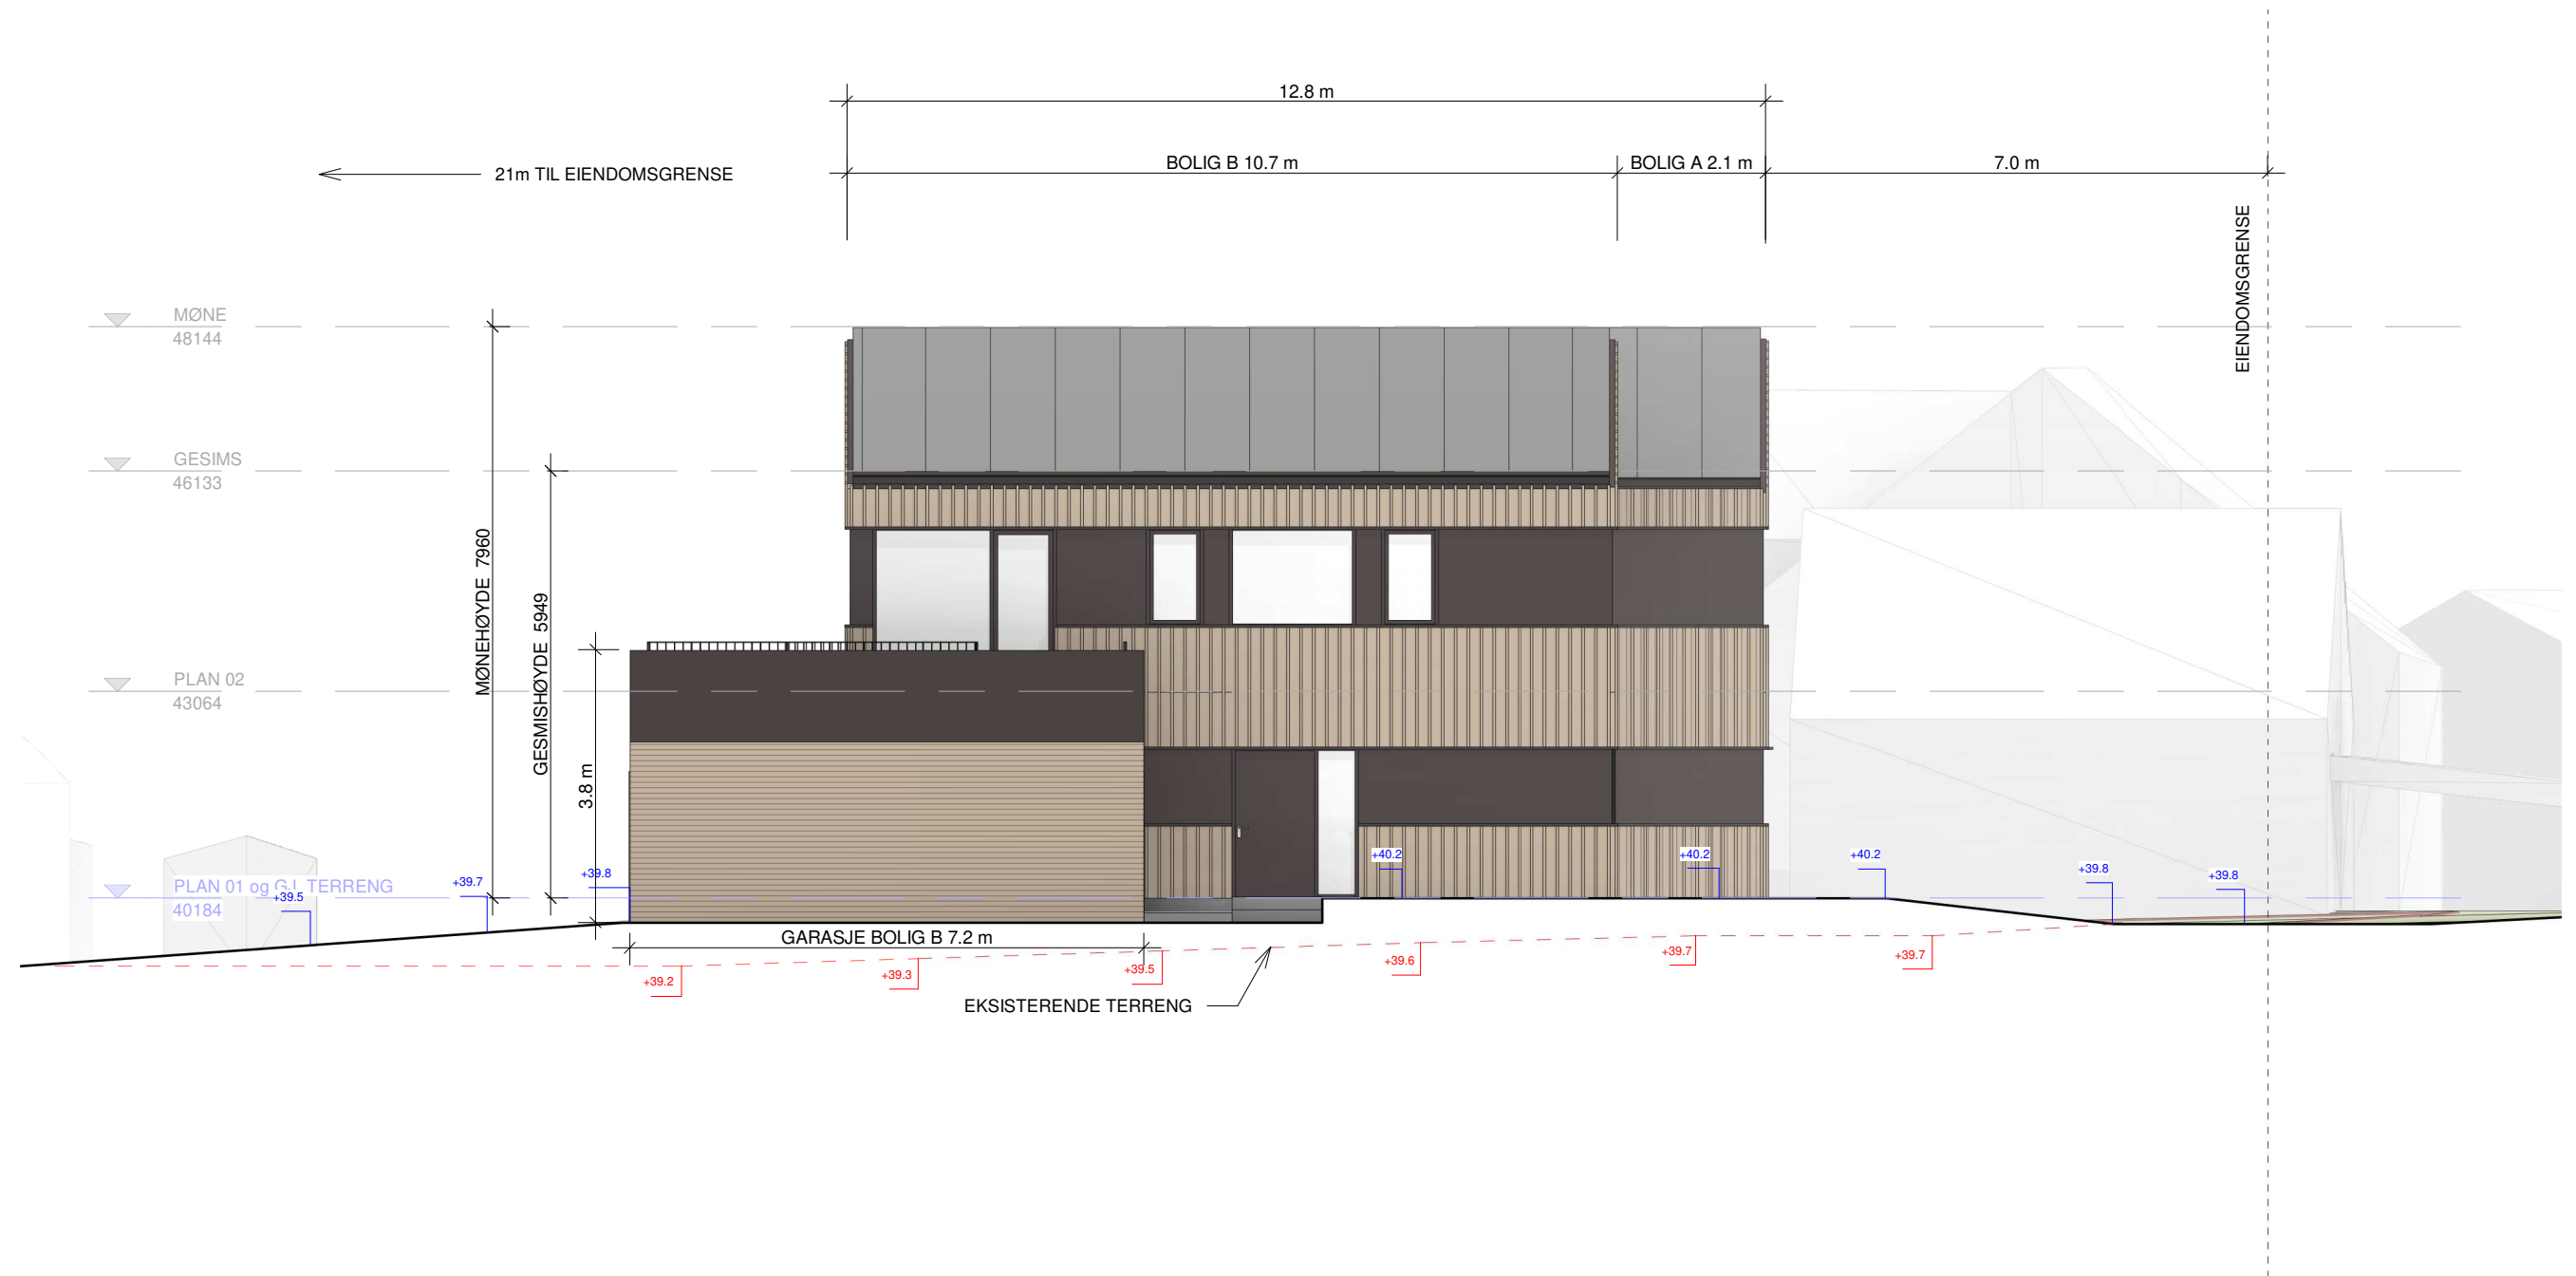 12.8 m
21m TIL EIENDOMSGRENSE
BOLIG B 10.7 m
BOLIG A 2.1 m
7.0 m
EIENDOMSGRENSE
MØNE
48144
GESIMS
46133
MØNEHØYDE 7960
GESMISHØYDE 5949
PLAN 02
43064
3.8 m
PLAN 01 og GJ. TERRENG
40184
+39.5
+39.7
+39.8
+40.2
+40.2
+40.2
+39.8
+39.8
GARASJE BOLIG B 7.2 m
+39.2
+39.3
+39.5
+39.6
+39.7
+39.7
EKSISTERENDE TERRENG